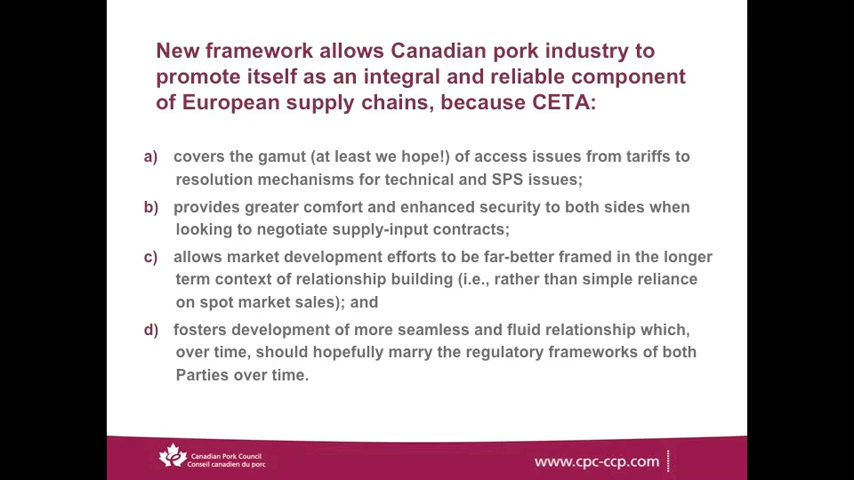 New framework allows Canadian pork industry to
promote itself as an integral and reliable component
of European supply chains, because CETA:
a) covers the gamut (at least we hope!) of access issues from tariffs to
resolution mechanisms for technical and SPS issues;
b) provides greater comfort and enhanced security to both sides when
looking to negotiate supply-input contracts;
c) allows market development efforts to be far-better framed in the longer
term context of relationship building (i.e., rather than simple reliance
on spot market sales); and
d) fosters development of more seamless and fluid relationship which,
over time, should hopefully marry the regulatory frameworks of both
Parties over time.
Canadian Pork Council
Conseil canadien du porc
www.cpc-ccp.com